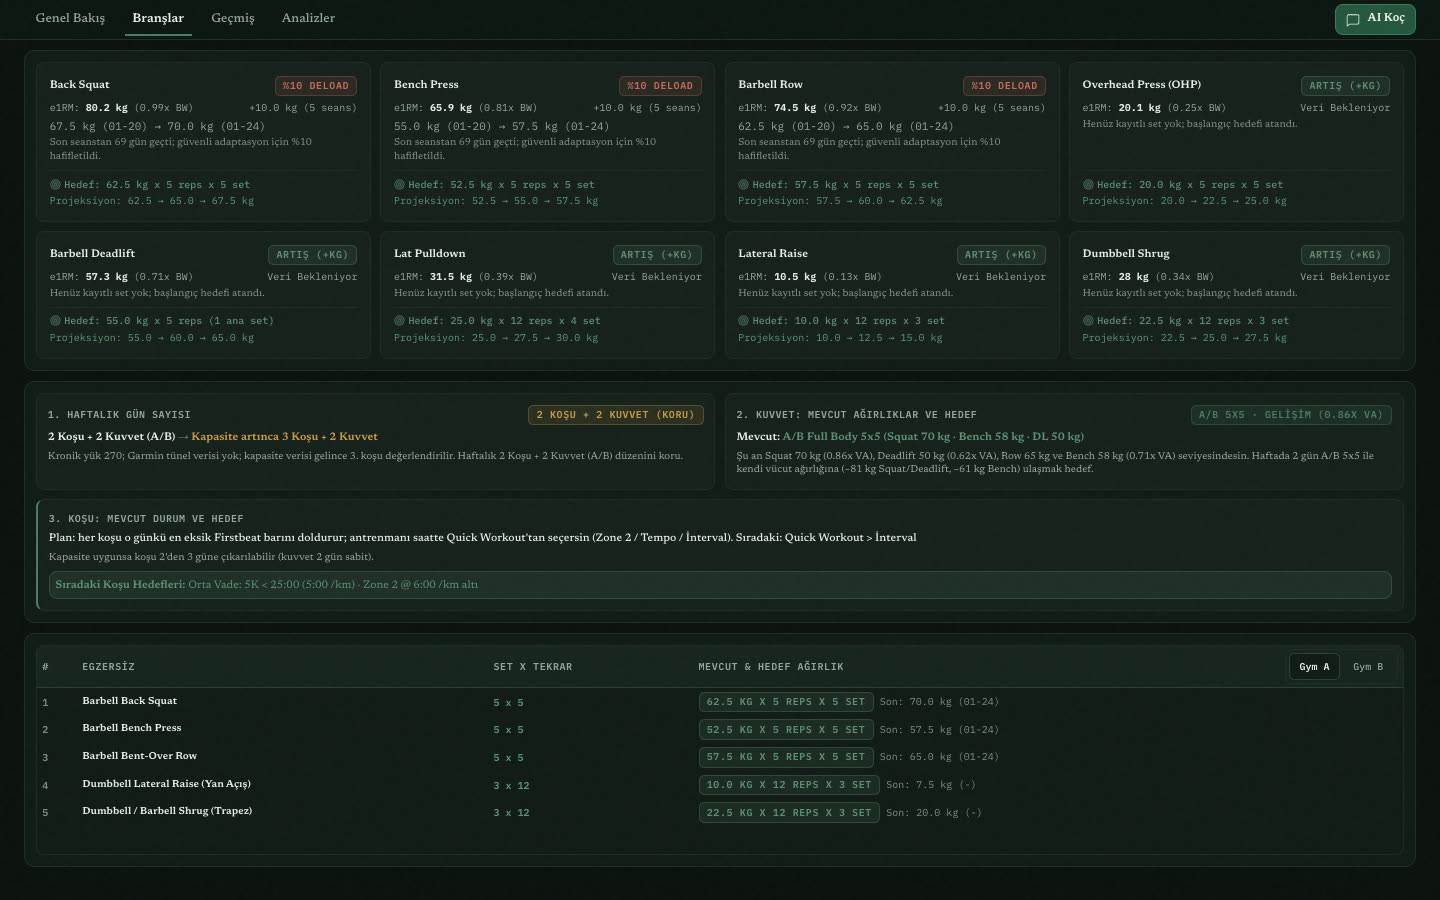 Genel Bakış Branşlar Geçmiş Analizler AI Koç
Back Squat %10 DELOAD
e1RM: 80.2 kg (0.99x BW) +10.0 kg (5 seans)
67.5 kg (01-20) → 70.0 kg (01-24)
Son seanstan 69 gün geçti; güvenli adaptasyon için %10
hafifletildi.
Hedef: 62.5 kg x 5 reps x 5 set
Projeksiyon: 62.5 → 65.0 → 67.5 kg
Bench Press %10 DELOAD
e1RM: 65.9 kg (0.81x BW) +10.0 kg (5 seans)
55.0 kg (01-20) → 57.5 kg (01-24)
Son seanstan 69 gün geçti; güvenli adaptasyon için %10
hafifletildi.
Hedef: 52.5 kg x 5 reps x 5 set
Projeksiyon: 52.5 → 55.0 → 57.5 kg
Barbell Row %10 DELOAD
e1RM: 74.5 kg (0.92x BW) +10.0 kg (5 seans)
62.5 kg (01-20) → 65.0 kg (01-24)
Son seanstan 69 gün geçti; güvenli adaptasyon için %10
hafifletildi.
Hedef: 57.5 kg x 5 reps x 5 set
Projeksiyon: 57.5 → 60.0 → 62.5 kg
Overhead Press (OHP) ARTIŞ (+KG)
e1RM: 20.1 kg (0.25x BW) Veri Bekleniyor
Henüz kayıtlı set yok; başlangıç hedefi atandı.
Hedef: 20.0 kg x 5 reps x 5 set
Projeksiyon: 20.0 → 22.5 → 25.0 kg
Barbell Deadlift ARTIŞ (+KG)
e1RM: 57.3 kg (0.71x BW) Veri Bekleniyor
Henüz kayıtlı set yok; başlangıç hedefi atandı.
Hedef: 55.0 kg x 5 reps (1 ana set)
Projeksiyon: 55.0 → 60.0 → 65.0 kg
Lat Pulldown ARTIŞ (+KG)
e1RM: 31.5 kg (0.39x BW) Veri Bekleniyor
Henüz kayıtlı set yok; başlangıç hedefi atandı.
Hedef: 25.0 kg x 12 reps x 4 set
Projeksiyon: 25.0 → 27.5 → 30.0 kg
Lateral Raise ARTIŞ (+KG)
e1RM: 10.5 kg (0.13x BW) Veri Bekleniyor
Henüz kayıtlı set yok; başlangıç hedefi atandı.
Hedef: 10.0 kg x 12 reps x 3 set
Projeksiyon: 10.0 → 12.5 → 15.0 kg
Dumbbell Shrug ARTIŞ (+KG)
e1RM: 28 kg (0.34x BW) Veri Bekleniyor
Henüz kayıtlı set yok; başlangıç hedefi atandı.
Hedef: 22.5 kg x 12 reps x 3 set
Projeksiyon: 22.5 → 25.0 → 27.5 kg
1. HAFTALIK GÜN SAYISI 2 KOŞU + 2 KUVVET (KORU)
2 Koşu + 2 Kuvvet (A/B) → Kapasite artınca 3 Koşu + 2 Kuvvet
Kronik yük 270; Garmin tünel verisi yok; kapasite verisi gelince 3. koşu değerlendirilir. Haftalık 2 Koşu + 2 Kuvvet (A/B) düzenini koru.
2. KUVVET: MEVCUT AĞIRLIKLAR VE HEDEF A/B 5X5 · GELİŞİM (0.86X VA)
Mevcut: A/B Full Body 5x5 (Squat 70 kg · Bench 58 kg · DL 50 kg)
Şu an Squat 70 kg (0.86x VA), Deadlift 50 kg (0.62x VA), Row 65 kg ve Bench 58 kg (0.71x VA) seviyesindesin. Haftada 2 gün A/B 5x5 ile
kendi vücut ağırlığına (~81 kg Squat/Deadlift, ~61 kg Bench) ulaşmak hedef.
3. KOŞU: MEVCUT DURUM VE HEDEF
Plan: her koşu o günkü en eksik Firstbeat barını doldurur; antrenmanı saatte Quick Workout'tan seçersin (Zone 2 / Tempo / İnterval). Sıradaki: Quick Workout > İnterval
Kapasite uygunsa koşu 2'den 3 güne çıkarılabilir (kuvvet 2 gün sabit).
Sıradaki Koşu Hedefleri: Orta Vade: 5K < 25:00 (5:00 /km) · Zone 2 @ 6:00 /km altı
# EGZERSİZ SET X TEKRAR MEVCUT & HEDEF AĞIRLIK Gym A Gym B
1 Barbell Back Squat 5 x 5 62.5 KG X 5 REPS X 5 SET Son: 70.0 kg (01-24)
2 Barbell Bench Press 5 x 5 52.5 KG X 5 REPS X 5 SET Son: 57.5 kg (01-24)
3 Barbell Bent-Over Row 5 x 5 57.5 KG X 5 REPS X 5 SET Son: 65.0 kg (01-24)
4 Dumbbell Lateral Raise (Yan Açış) 3 x 12 10.0 KG X 12 REPS X 3 SET Son: 7.5 kg (-)
5 Dumbbell / Barbell Shrug (Trapez) 3 x 12 22.5 KG X 12 REPS X 3 SET Son: 20.0 kg (-)